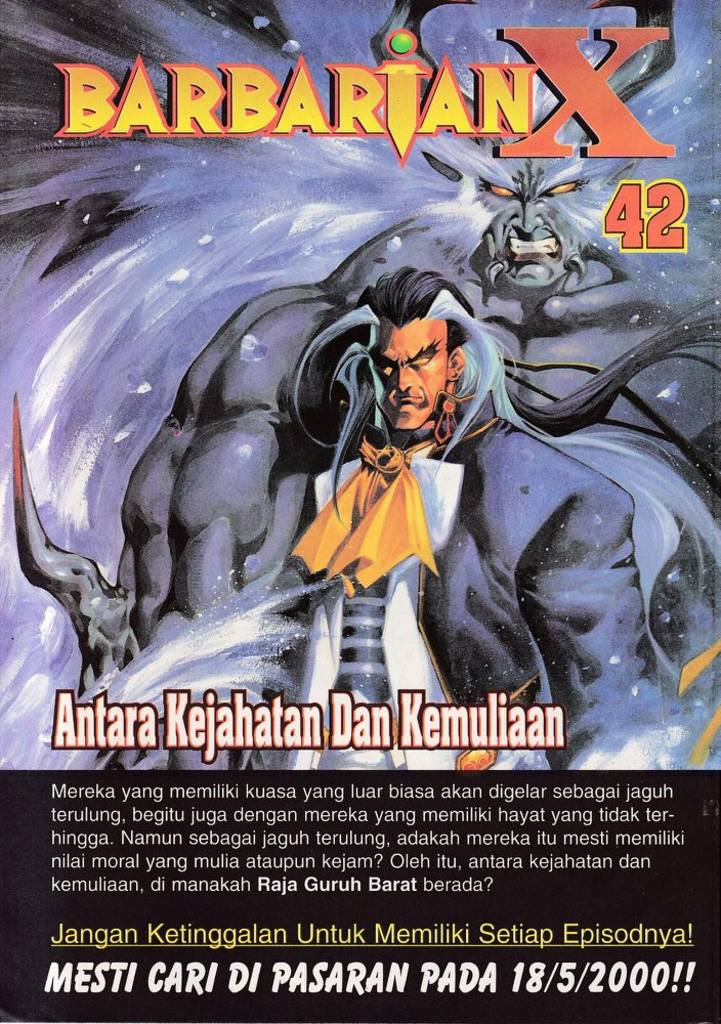 BARBARIAN X
42
Antara Kejahatan Dan Kemuliaan
Mereka yang memiliki kuasa yang luar biasa akan digelar sebagai jaguh
terulung, begitu juga dengan mereka yang memiliki hayat yang tidak ter-
hingga. Namun sebagai jaguh terulung, adakah mereka itu mesti memiliki
nilai moral yang mulia ataupun kejam? Oleh itu, antara kejahatan dan
kemuliaan, di manakah Raja Guruh Barat berada?
Jangan Ketinggalan Untuk Memiliki Setiap Episodnya!
MESTI CARI DI PASARAN PADA 18/5/2000!!